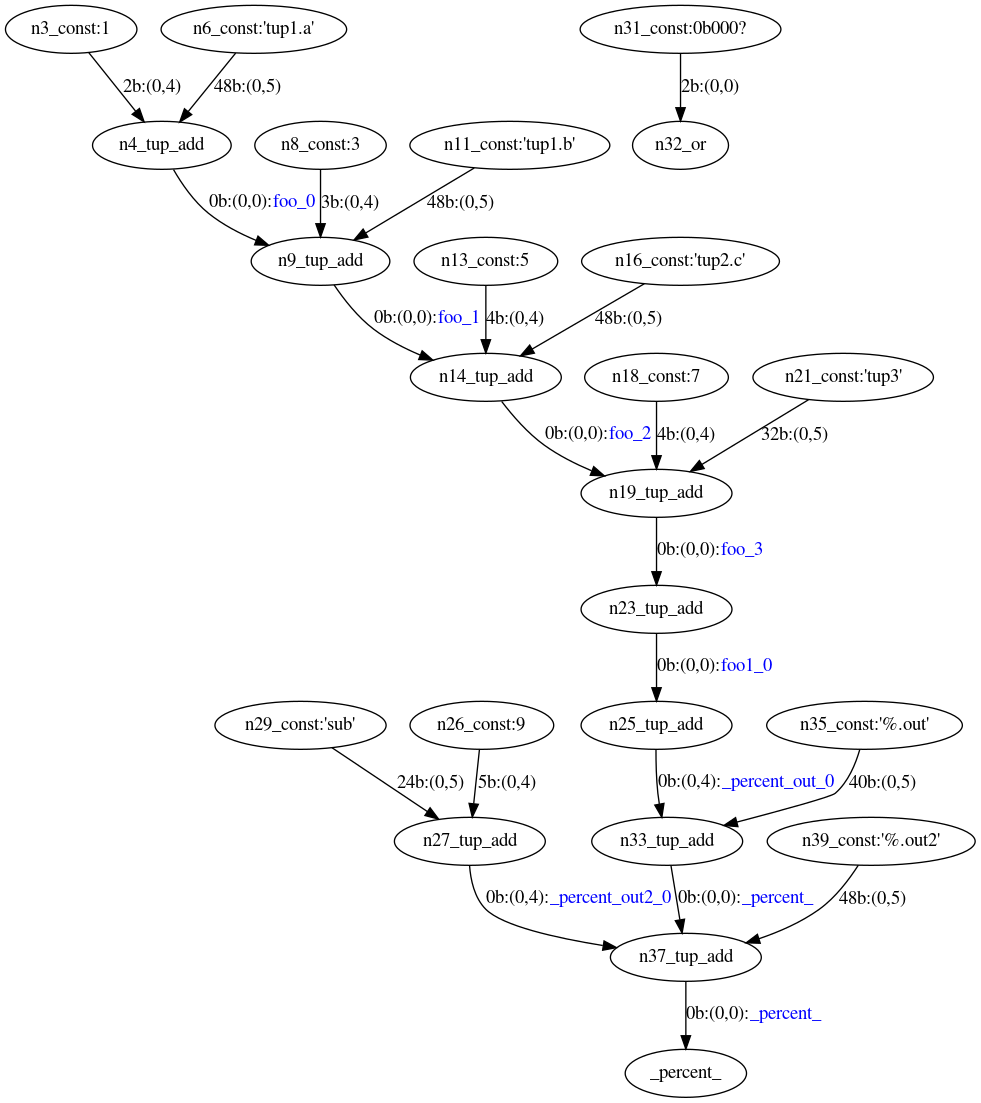 n3_const:1
n6_const:'tup1.a'
n31_const:0b000?
2b:(0,4)
48b:(0,5)
2b:(0,0)
n4_tup_add
n8_const:3
n11_const:'tup1.b'
n32_or
0b:(0,0):foo_0
3b:(0,4)
48b:(0,5)
n9_tup_add
n13_const:5
n16_const:'tup2.c'
0b:(0,0):foo_1
4b:(0,4)
48b:(0,5)
n14_tup_add
n18_const:7
n21_const:'tup3'
0b:(0,0):foo_2
4b:(0,4)
32b:(0,5)
n19_tup_add
0b:(0,0):foo_3
n23_tup_add
0b:(0,0):foo1_0
n29_const:'sub'
n26_const:9
n25_tup_add
n35_const:'%.out'
24b:(0,5)
5b:(0,4)
0b:(0,4):_percent_out_0
40b:(0,5)
n27_tup_add
n33_tup_add
n39_const:'%.out2'
0b:(0,4):_percent_out2_0
0b:(0,0):_percent_
48b:(0,5)
n37_tup_add
0b:(0,0):_percent_
_percent_